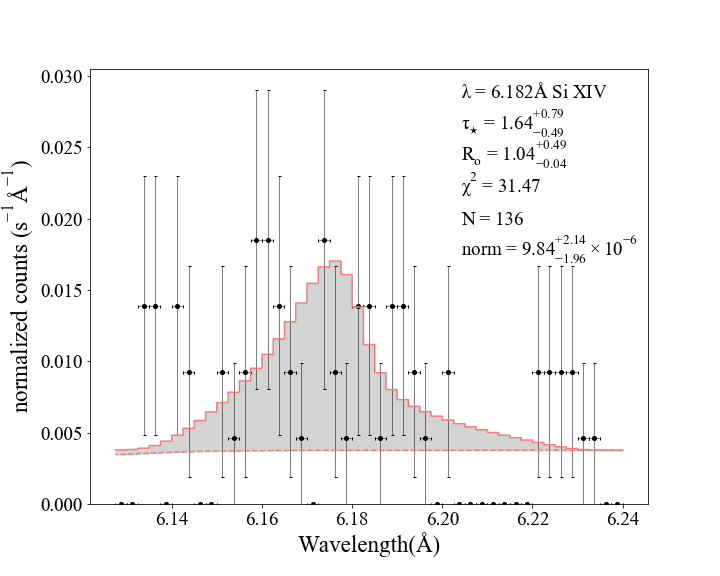 0.030
0.025
0.020
0.015
0.010
0.005
0.000
normalized counts (s⁻¹ Å⁻¹)
λ = 6.182Å Si XIV
τ⋆ = 1.64 +0.79 −0.49
Rₒ = 1.04 +0.49 −0.04
χ² = 31.47
N = 136
norm = 9.84 +2.14 −1.96 × 10⁻⁶
6.14 6.16 6.18 6.20 6.22 6.24
Wavelength(Å)